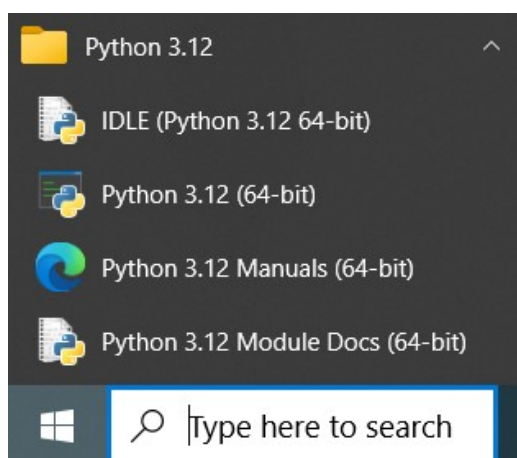 Python 3.12
IDLE (Python 3.12 64-bit)
Python 3.12 (64-bit)
Python 3.12 Manuals (64-bit)
Python 3.12 Module Docs (64-bit)
Type here to search